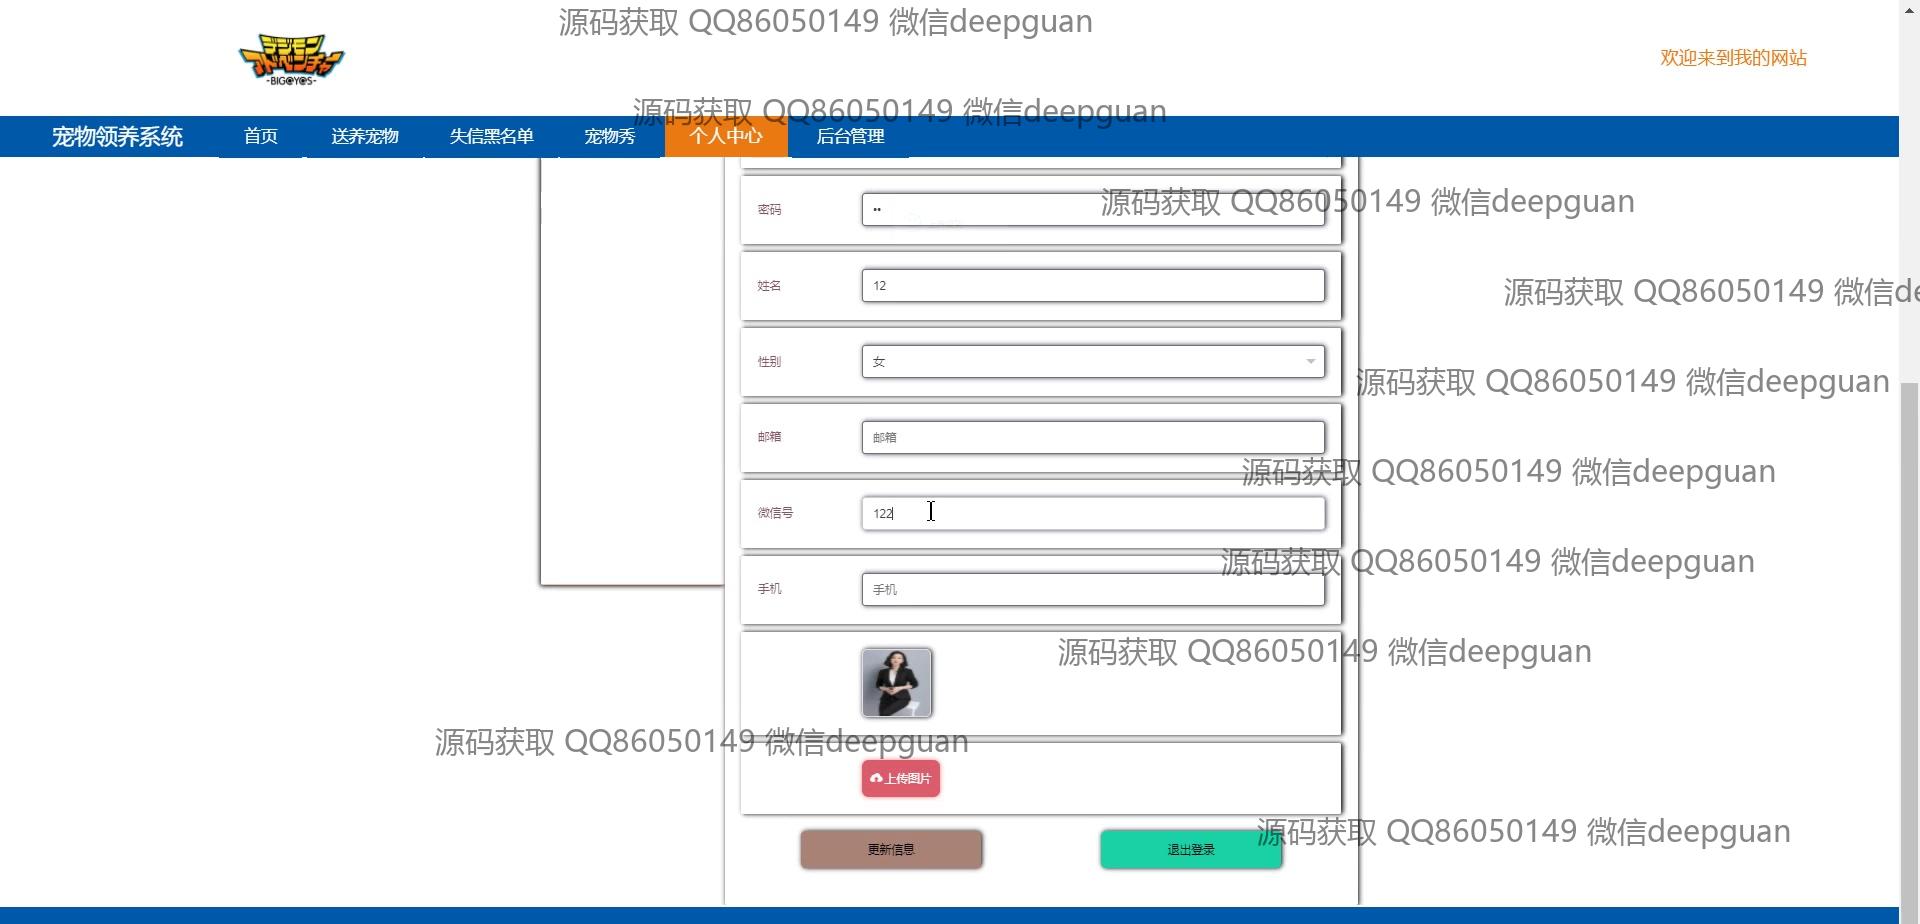 源码获取 QQ86050149 微信deepguan
デジモン
アドベンチャー
-BIGEYES-
欢迎来到我的网站
源码获取 QQ86050149 微信deepguan
宠物领养系统 首页 送养宠物 失信黑名单 宠物秀 个人中心 后台管理
源码获取 QQ86050149 微信deepguan
密码 ••
姓名 12
源码获取 QQ86050149 微信de
性别 女
源码获取 QQ86050149 微信deepguan
邮箱 邮箱
源码获取 QQ86050149 微信deepguan
微信号 122
源码获取 QQ86050149 微信deepguan
手机 手机
源码获取 QQ86050149 微信deepguan
源码获取 QQ86050149 微信deepguan
上传图片
源码获取 QQ86050149 微信deepguan
更新信息 退出登录